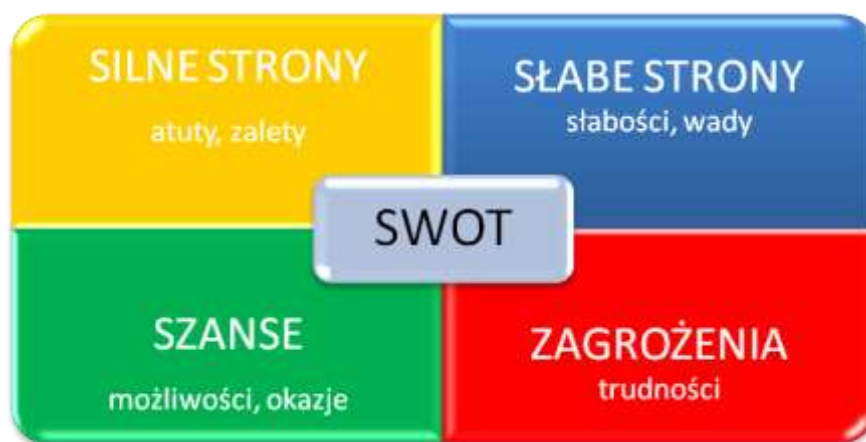 SILNE STRONY
atuty, zalety
SŁABE STRONY
słabości, wady
SWOT
SZANSE
możliwości, okazje
ZAGROŻENIA
trudności